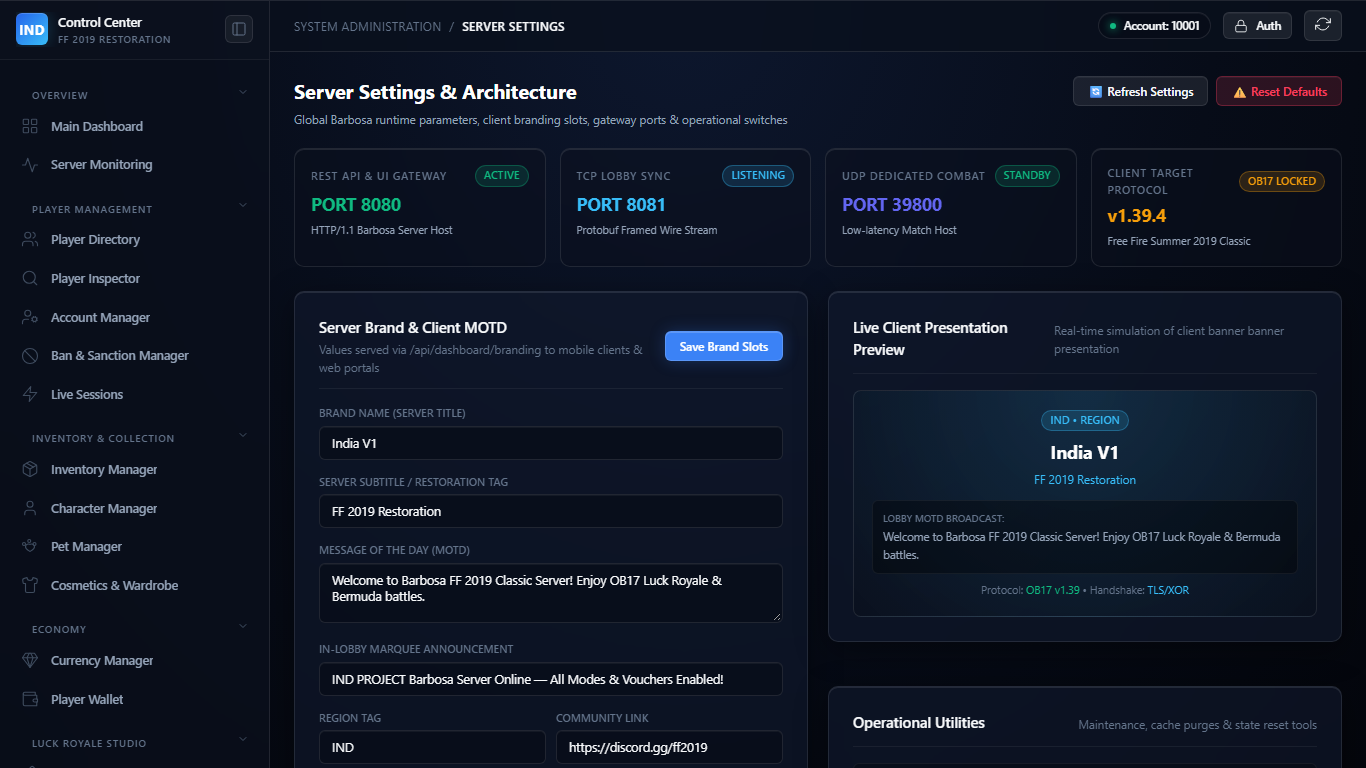 IND
Control Center
FF 2019 RESTORATION
OVERVIEW
Main Dashboard
Server Monitoring
PLAYER MANAGEMENT
Player Directory
Player Inspector
Account Manager
Ban & Sanction Manager
Live Sessions
INVENTORY & COLLECTION
Inventory Manager
Character Manager
Pet Manager
Cosmetics & Wardrobe
ECONOMY
Currency Manager
Player Wallet
LUCK ROYALE STUDIO
SYSTEM ADMINISTRATION / SERVER SETTINGS
Account: 10001
Auth
Server Settings & Architecture
Global Barbosa runtime parameters, client branding slots, gateway ports & operational switches
Refresh Settings
Reset Defaults
REST API & UI GATEWAY
ACTIVE
PORT 8080
HTTP/1.1 Barbosa Server Host
TCP LOBBY SYNC
LISTENING
PORT 8081
Protobuf Framed Wire Stream
UDP DEDICATED COMBAT
STANDBY
PORT 39800
Low-latency Match Host
CLIENT TARGET
PROTOCOL
OB17 LOCKED
v1.39.4
Free Fire Summer 2019 Classic
Server Brand & Client MOTD
Values served via /api/dashboard/branding to mobile clients &
web portals
Save Brand Slots
BRAND NAME (SERVER TITLE)
India V1
SERVER SUBTITLE / RESTORATION TAG
FF 2019 Restoration
MESSAGE OF THE DAY (MOTD)
Welcome to Barbosa FF 2019 Classic Server! Enjoy OB17 Luck Royale &
Bermuda battles.
IN-LOBBY MARQUEE ANNOUNCEMENT
IND PROJECT Barbosa Server Online — All Modes & Vouchers Enabled!
REGION TAG
IND
COMMUNITY LINK
https://discord.gg/ff2019
Live Client Presentation
Preview
Real-time simulation of client banner banner
presentation
IND • REGION
India V1
FF 2019 Restoration
LOBBY MOTD BROADCAST:
Welcome to Barbosa FF 2019 Classic Server! Enjoy OB17 Luck Royale & Bermuda
battles.
Protocol: OB17 v1.39 • Handshake: TLS/XOR
Operational Utilities
Maintenance, cache purges & state reset tools